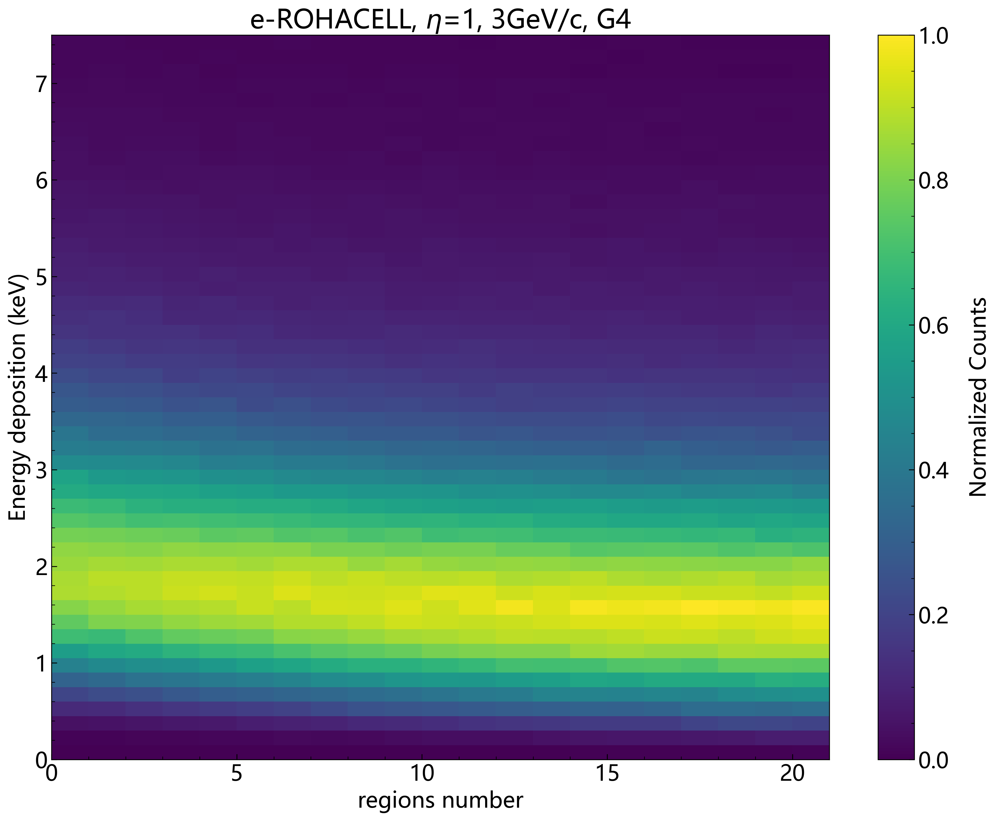 e-ROHACELL, η=1, 3GeV/c, G4
Energy deposition (keV)
7
6
5
4
3
2
1
0
0 5 10 15 20
regions number
1.0
0.8
0.6
0.4
0.2
0.0
Normalized Counts